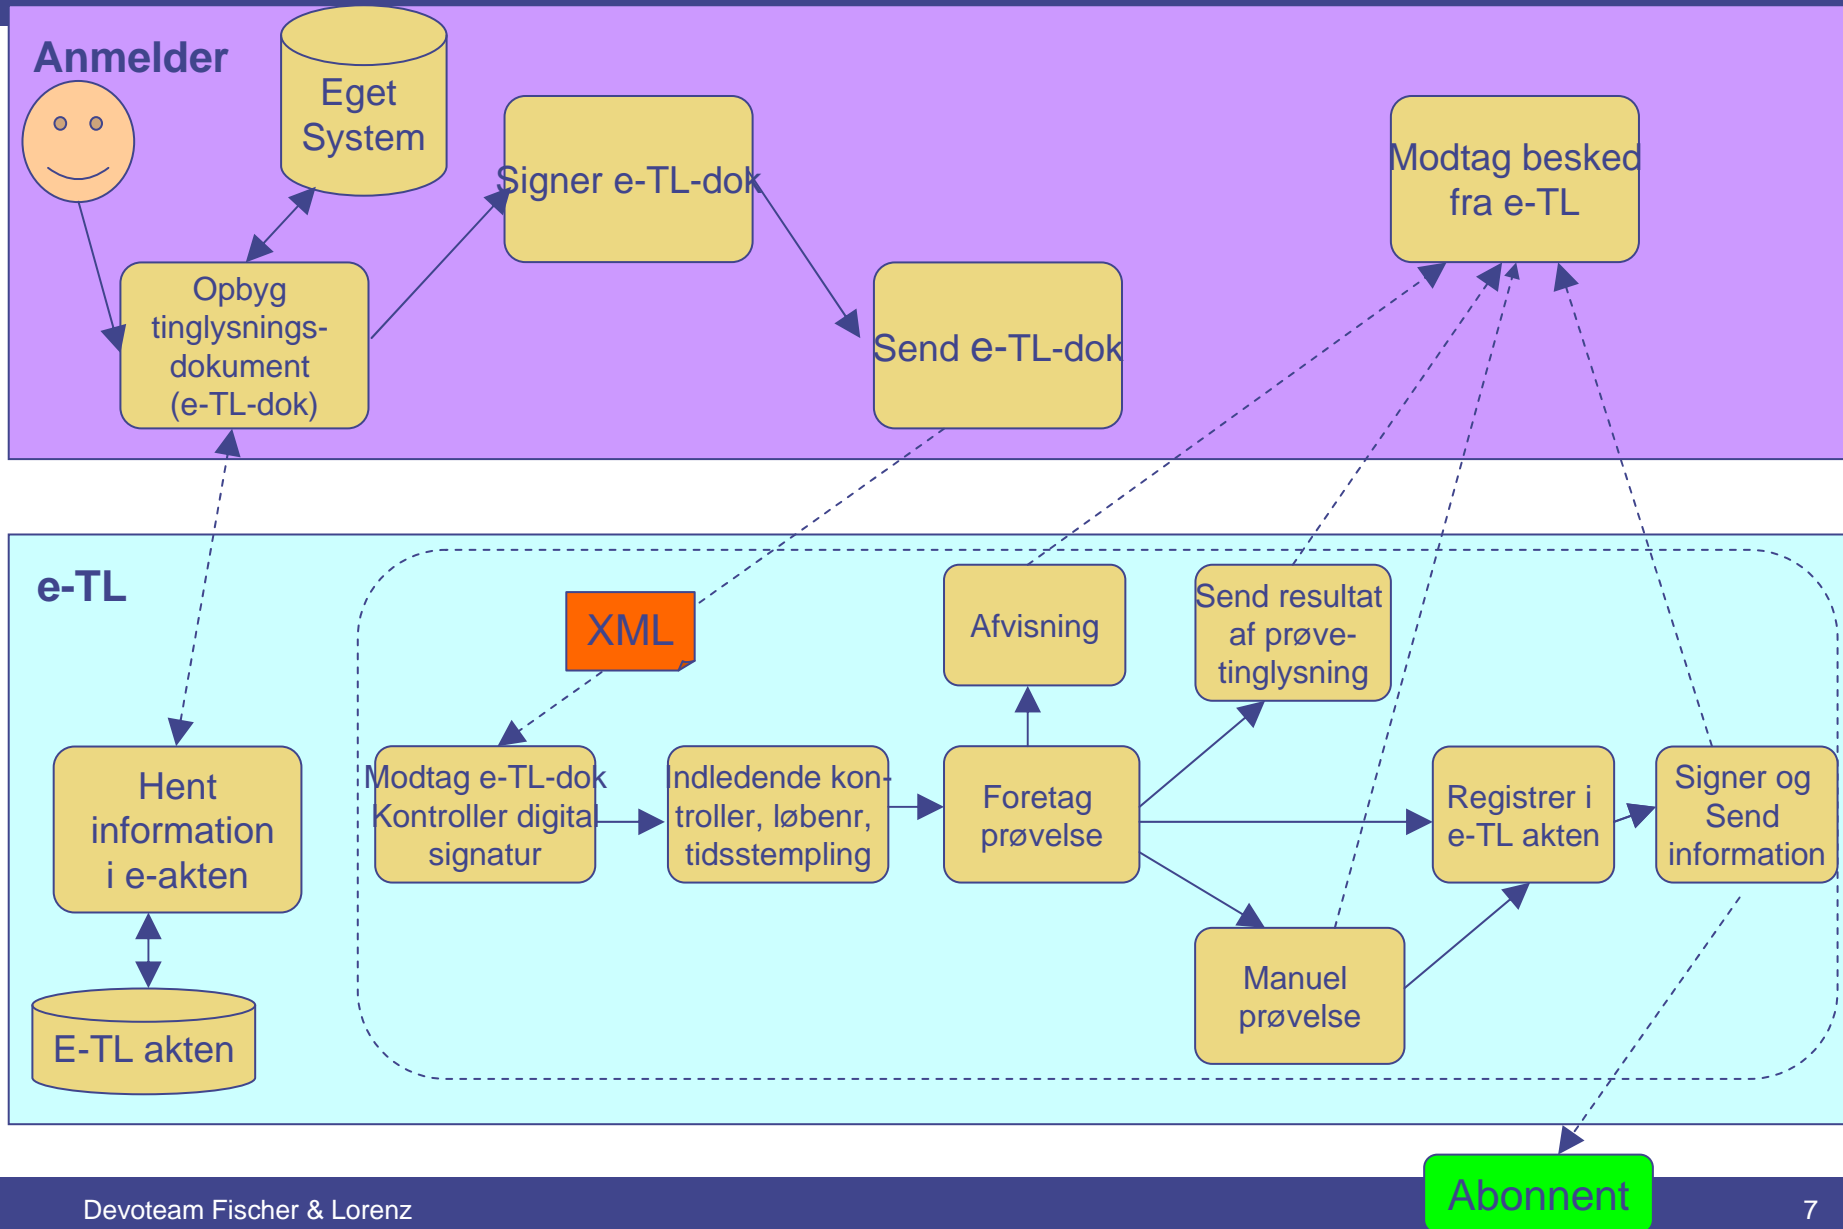 Anmelder
Eget
System
Signer e-TL-dok
Modtag besked
fra e-TL
Opbyg
tinglysnings-
dokument
(e-TL-dok)
Send e-TL-dok
e-TL
XML
Afvisning
Send resultat
af prøve-
tinglysning
Hent
information
i e-akten
Modtag e-TL-dok
Kontroller digital
signatur
Indledende kon-
troller, løbenr,
tidsstempling
Foretag
prøvelse
Registrer i
e-TL akten
Signer og
Send
information
Manuel
prøvelse
E-TL akten
Abonnent
Devoteam Fischer & Lorenz
7